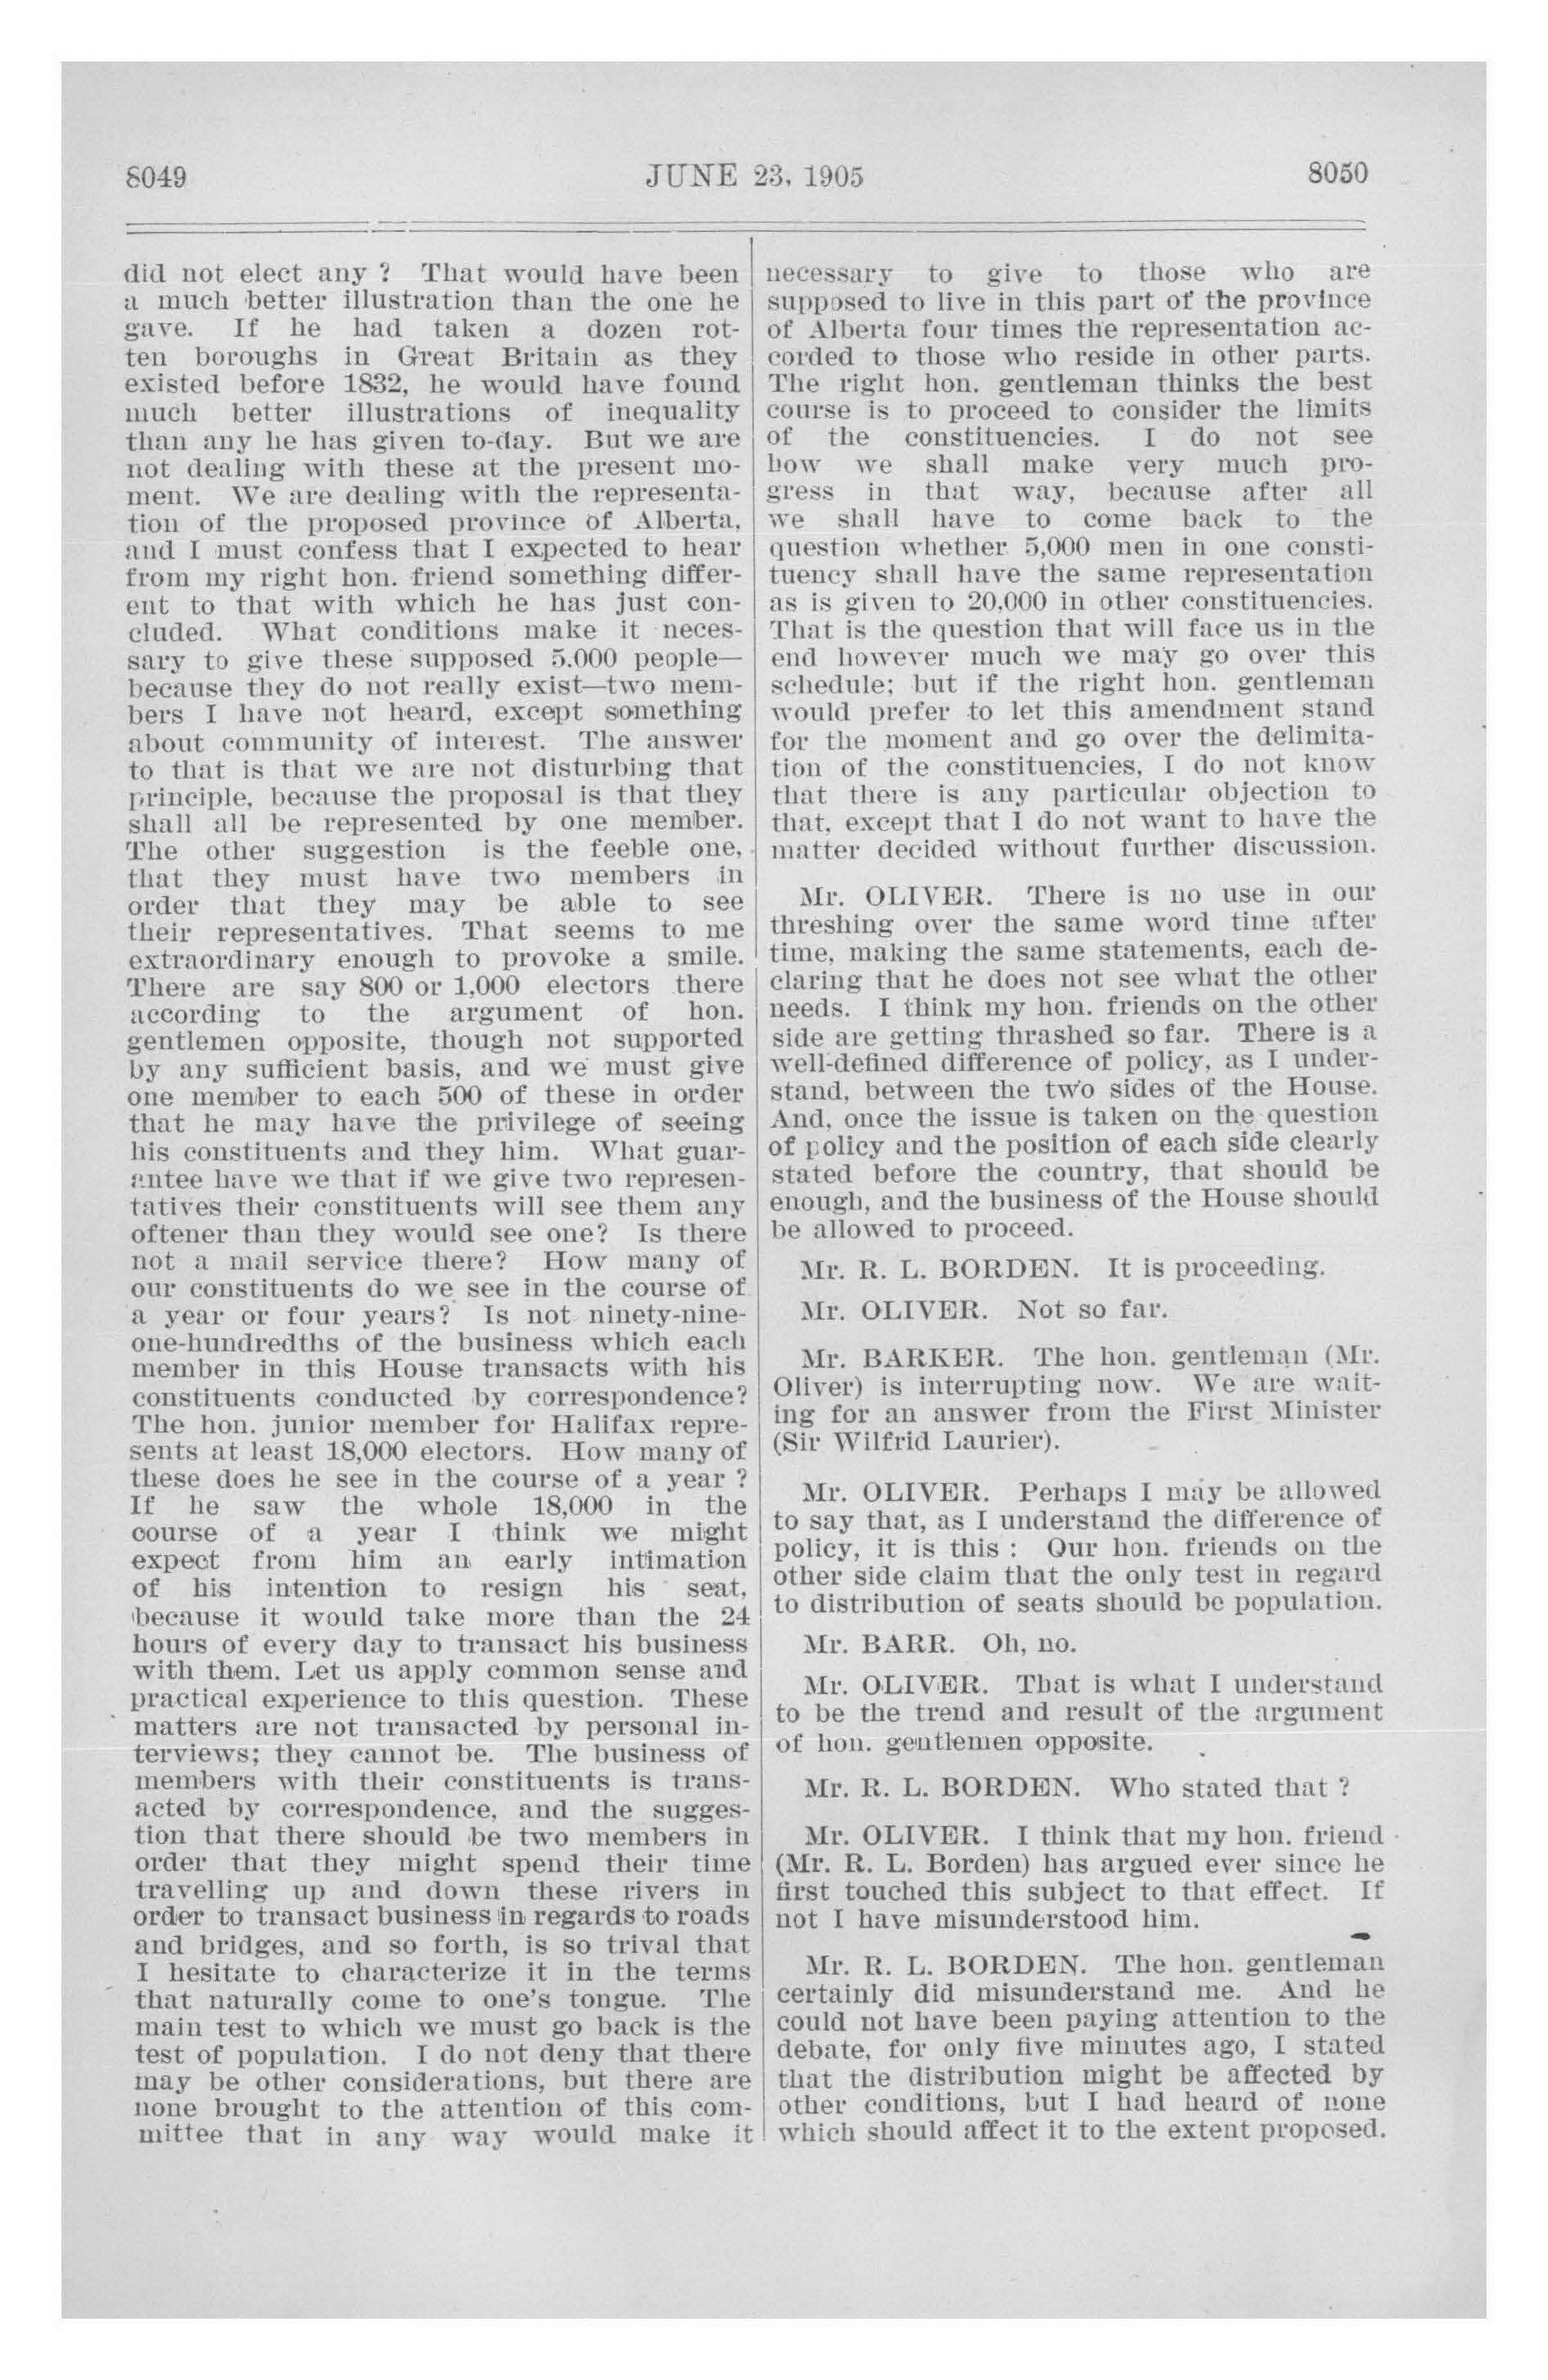 8049
JUNE 23, 1905
8050
did not elect any ? That would have been
a much better illustration than the one he
gave. If he had taken a dozen rot-
ten boroughs in Great Britain as they
existed before 1832, he would have found
much better illustrations of inequality
than any he has given to-day. But we are
not dealing with these at the present mo-
ment. We are dealing with the representa-
tion of the proposed province of Alberta,
and I must confess that I expected to hear
from my right hon. friend something differ-
ent to that with which he has just con-
cluded. What conditions make it neces-
sary to give these supposed 5.000 people—
because they do not really exist—two mem-
bers I have not heard, except something
about community of interest. The answer
to that is that we are not disturbing that
principle, because the proposal is that they
shall all be represented by one member.
The other suggestion is the feeble one,
that they must have two members in
order that they may be able to see
their representatives. That seems to me
extraordinary enough to provoke a smile.
There are say 800 or 1,000 electors there
according to the argument of hon.
gentlemen opposite, though not supported
by any sufficient basis, and we must give
one member to each 500 of these in order
that he may have the privilege of seeing
his constituents and they him. What guar-
antee have we that if we give two represen-
tatives their constituents will see them any
oftener than they would see one? Is there
not a mail service there? How many of
our constituents do we see in the course of
a year or four years? Is not ninety-nine-
one-hundredths of the business which each
member in this House transacts with his
constituents conducted by correspondence?
The hon. junior member for Halifax repre-
sents at least 18,000 electors. How many of
these does he see in the course of a year ?
If he saw the whole 18,000 in the
course of a year I think we might
expect from him an early intimation
of his intention to resign his seat,
because it would take more than the 24
hours of every day to transact his business
with them. Let us apply common sense and
practical experience to this question. These
matters are not transacted by personal in-
terviews; they cannot be. The business of
members with their constituents is trans-
acted by correspondence, and the sugges-
tion that there should be two members in
order that they might spend their time
travelling up and down these rivers in
order to transact business in regards to roads
and bridges, and so forth, is so trival that
I hesitate to characterize it in the terms
that naturally come to one's tongue. The
main test to which we must go back is the
test of population. I do not deny that there
may be other considerations, but there are
none brought to the attention of this com-
mittee that in any way would make it
necessary to give to those who are
supposed to live in this part of the province
of Alberta four times the representation ac-
corded to those who reside in other parts.
The right hon. gentleman thinks the best
course is to proceed to consider the limits
of the constituencies. I do not see
how we shall make very much pro-
gress in that way, because after all
we shall have to come back to the
question whether 5,000 men in one consti-
tuency shall have the same representation
as is given to 20,000 in other constituencies.
That is the question that will face us in the
end however much we may go over this
schedule; but if the right hon. gentleman
would prefer to let this amendment stand
for the moment and go over the delimita-
tion of the constituencies, I do not know
that there is any particular objection to
that, except that I do not want to have the
matter decided without further discussion.
Mr. OLIVER. There is no use in our
threshing over the same word time after
time, making the same statements, each de-
claring that he does not see what the other
needs. I think my hon. friends on the other
side are getting thrashed so far. There is a
well-defined difference of policy, as I under-
stand, between the two sides of the House.
And, once the issue is taken on the question
of policy and the position of each side clearly
stated before the country, that should be
enough, and the business of the House should
be allowed to proceed.
Mr. R. L. BORDEN. It is proceeding.
Mr. OLIVER. Not so far.
Mr. BARKER. The hon. gentleman (Mr.
Oliver) is interrupting now. We are wait-
ing for an answer from the First Minister
(Sir Wilfrid Laurier).
Mr. OLIVER. Perhaps I may be allowed
to say that, as I understand the difference of
policy, it is this : Our hon. friends on the
other side claim that the only test in regard
to distribution of seats should be population.
Mr. BARR. Oh, no.
Mr. OLIVER. That is what I understand
to be the trend and result of the argument
of hon. gentlemen opposite.
Mr. R. L. BORDEN. Who stated that ?
Mr. OLIVER. I think that my hon. friend
(Mr. R. L. Borden) has argued ever since he
first touched this subject to that effect. If
not I have misunderstood him.
Mr. R. L. BORDEN. The hon. gentleman
certainly did misunderstand me. And he
could not have been paying attention to the
debate, for only five minutes ago, I stated
that the distribution might be affected by
other conditions, but I had heard of none
which should affect it to the extent proposed.